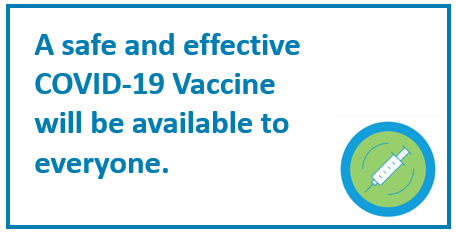 A safe and effective
COVID-19 Vaccine
will be available to
everyone.